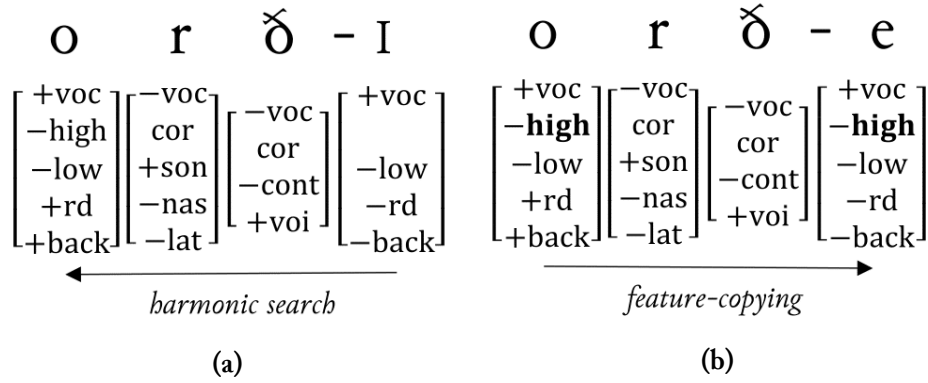 o r ð̌ – I
+voc
−high
−low
+rd
+back
−voc
cor
+son
−nas
−lat
−voc
cor
−cont
+voi
+voc
−low
−rd
−back
harmonic search
(a)
o r ð̌ – e
+voc
−high
−low
+rd
+back
−voc
cor
+son
−nas
−lat
−voc
cor
−cont
+voi
+voc
−high
−low
−rd
−back
feature-copying
(b)